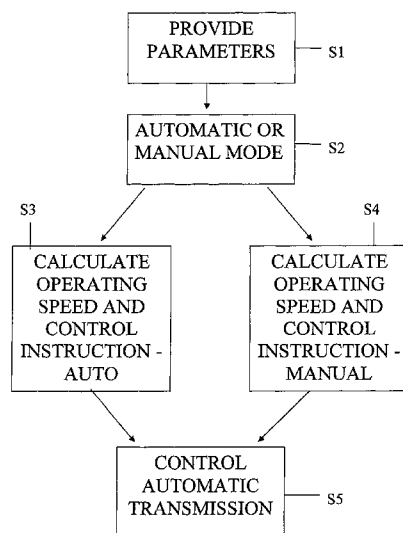 PROVIDE
PARAMETERS
S1
AUTOMATIC OR
MANUAL MODE
S2
S3
CALCULATE
OPERATING
SPEED AND
CONTROL
INSTRUCTION -
AUTO
S4
CALCULATE
OPERATING
SPEED AND
CONTROL
INSTRUCTION-
MANUAL
CONTROL
AUTOMATIC
TRANSMISSION
S5